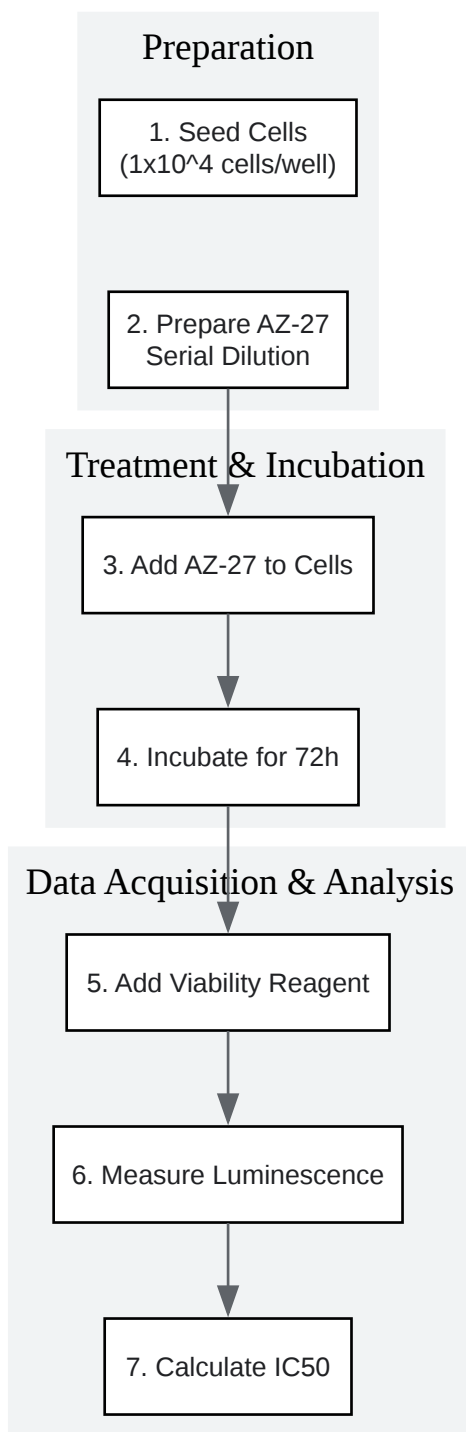 Preparation
1. Seed Cells
(1x10^4 cells/well)
2. Prepare AZ-27
Serial Dilution
Treatment & Incubation
3. Add AZ-27 to Cells
4. Incubate for 72h
Data Acquisition & Analysis
5. Add Viability Reagent
6. Measure Luminescence
7. Calculate IC50